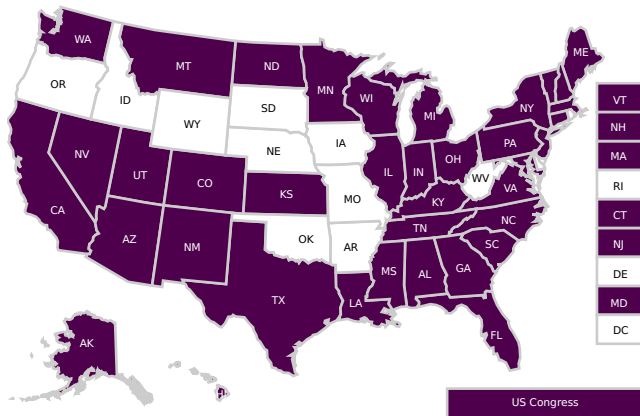 WA
ME
MT
ND
MN
OR
ID
WI
SD
MI
NY
WY
IA
PA
NE
NV
OH
IL
IN
UT
WV
CO
VA
KS
MO
KY
CA
NC
TN
AZ
OK
NM
AR
SC
MS
AL
GA
TX
LA
FL
AK
HI
VT
NH
MA
RI
CT
NJ
DE
MD
DC
US Congress